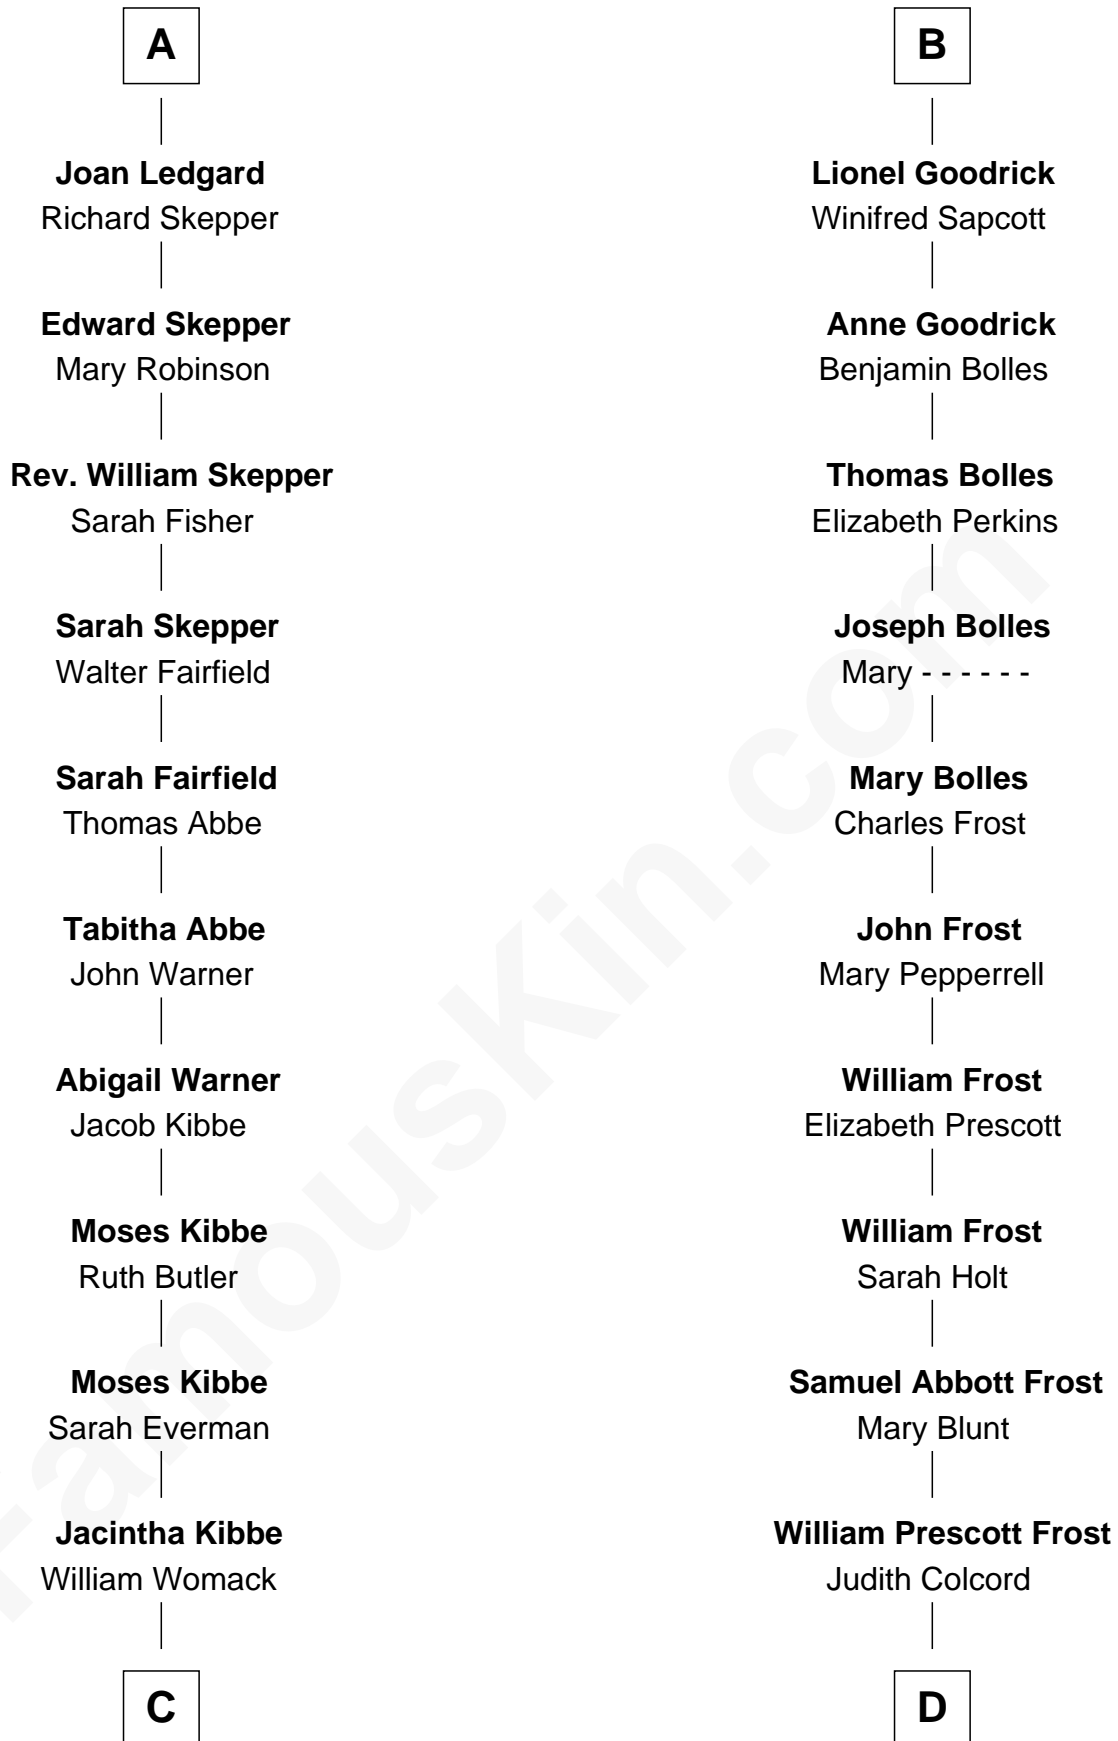 A
Joan Ledgard
Richard Skepper
Edward Skepper
Mary Robinson
Rev. William Skepper
Sarah Fisher
Sarah Skepper
Walter Fairfield
Sarah Fairfield
Thomas Abbe
Tabitha Abbe
John Warner
Abigail Warner
Jacob Kibbe
Moses Kibbe
Ruth Butler
Moses Kibbe
Sarah Everman
Jacintha Kibbe
William Womack
C
B
Lionel Goodrick
Winifred Sapcott
Anne Goodrick
Benjamin Bolles
Thomas Bolles
Elizabeth Perkins
Joseph Bolles
Mary - - - - - -
Mary Bolles
Charles Frost
John Frost
Mary Pepperrell
William Frost
Elizabeth Prescott
William Frost
Sarah Holt
Samuel Abbott Frost
Mary Blunt
William Prescott Frost
Judith Colcord
D
FamousKin.com